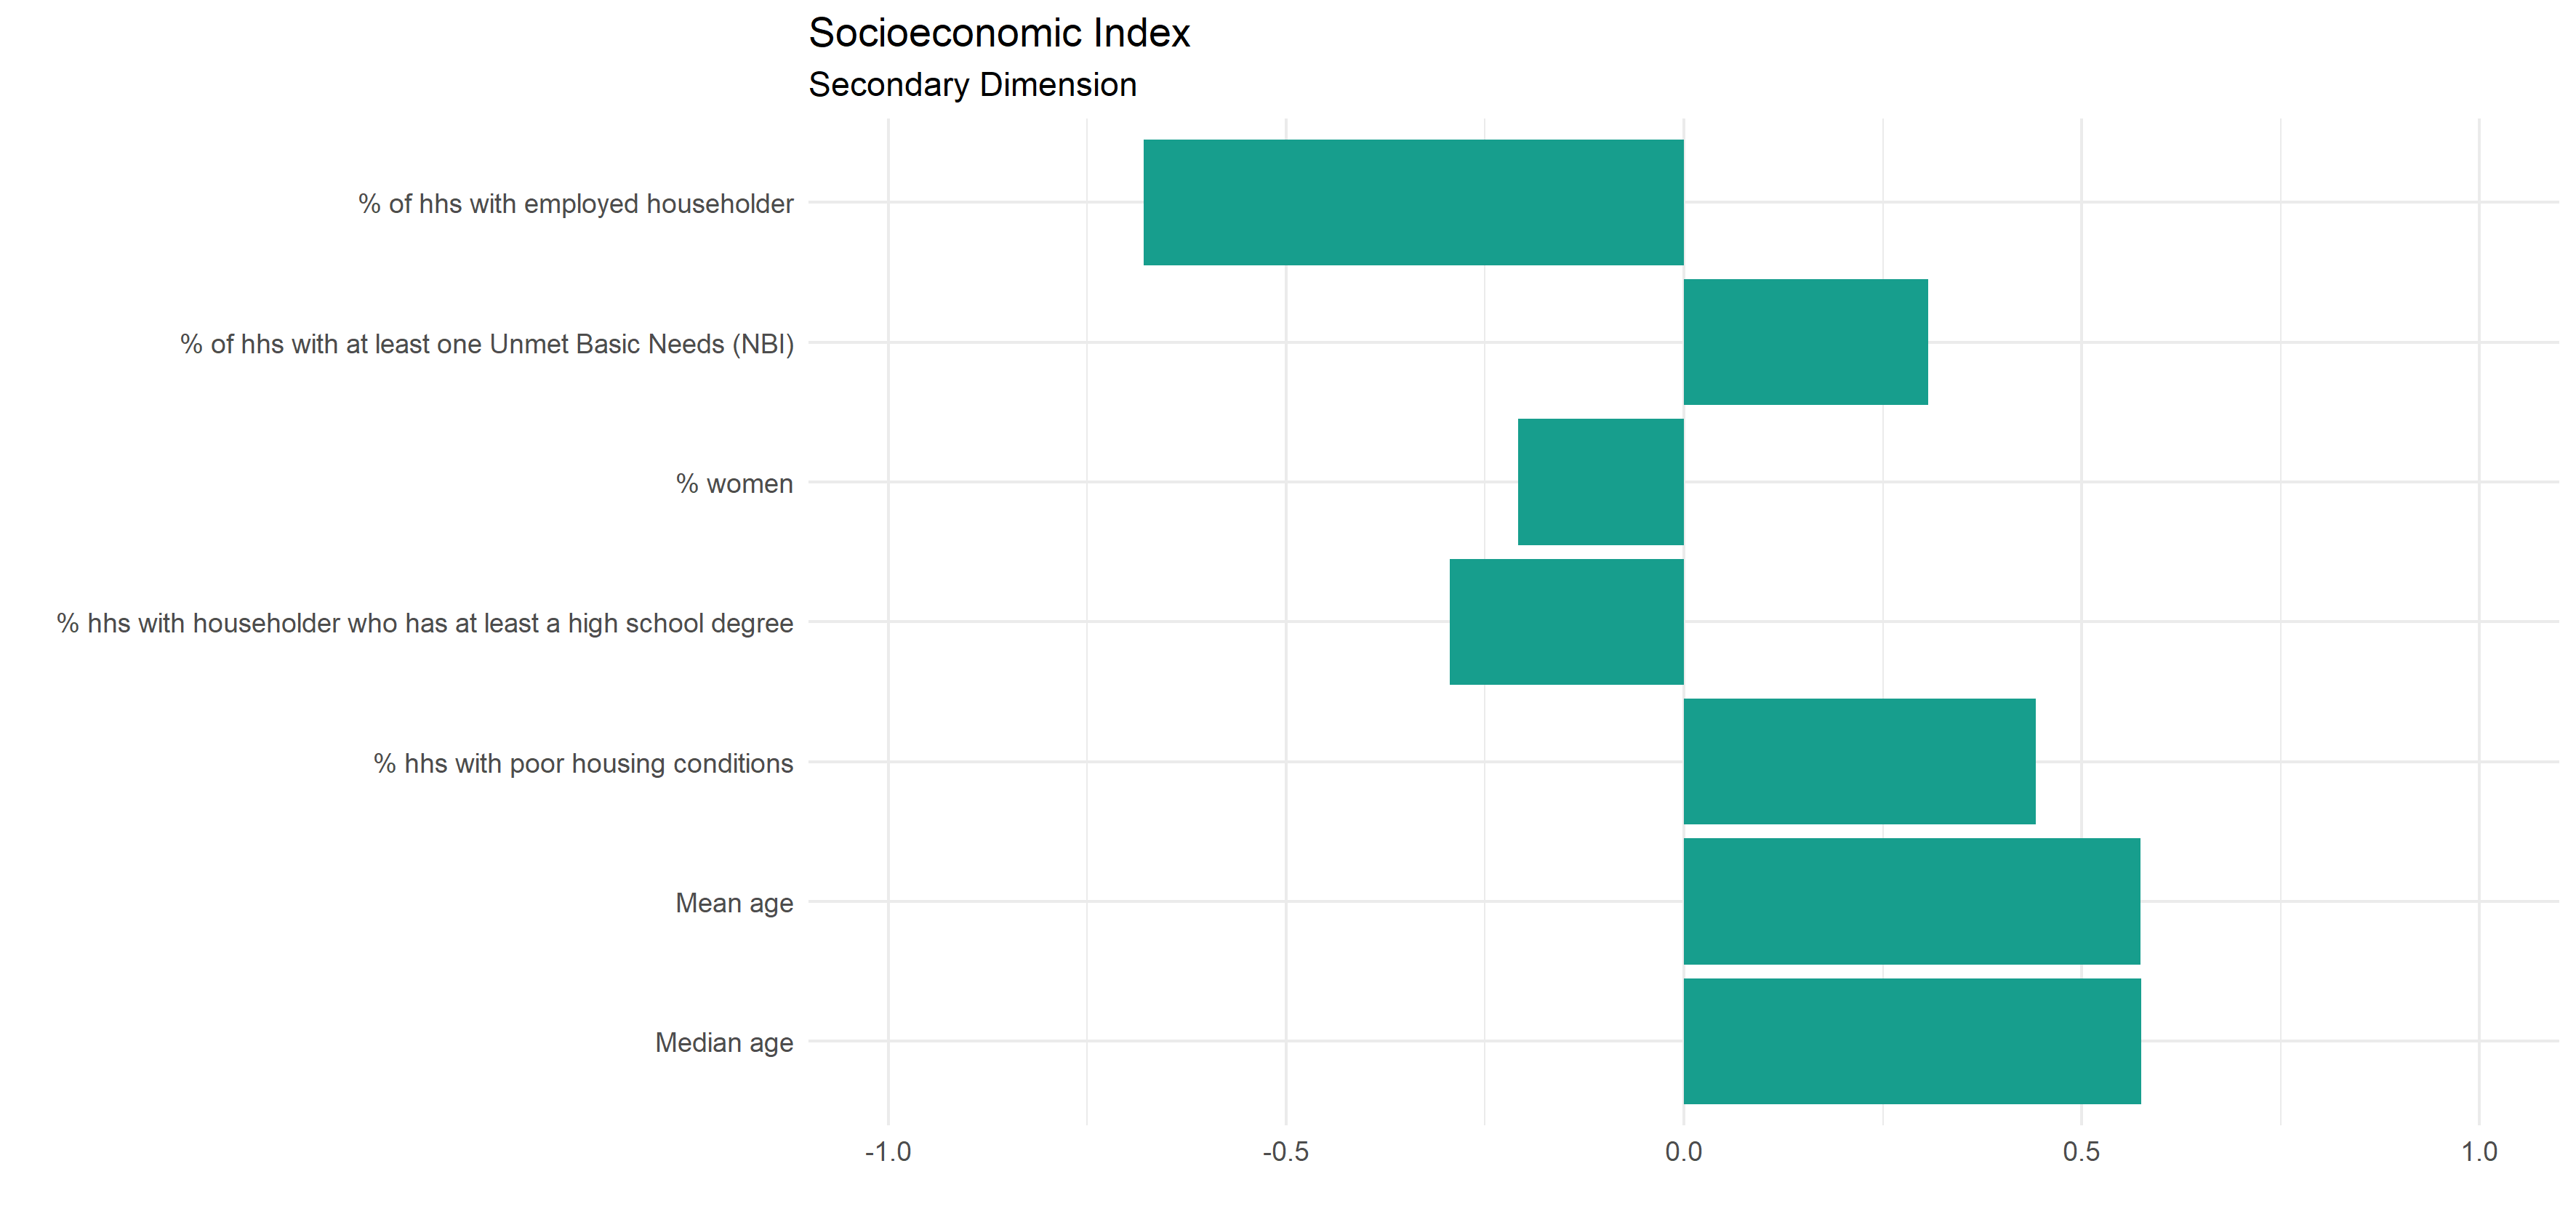 Socioeconomic Index
Secondary Dimension
% of hhs with employed householder
% of hhs with at least one Unmet Basic Needs (NBI)
% women
% hhs with householder who has at least a high school degree
% hhs with poor housing conditions
Mean age
Median age
-1.0 -0.5 0.0 0.5 1.0